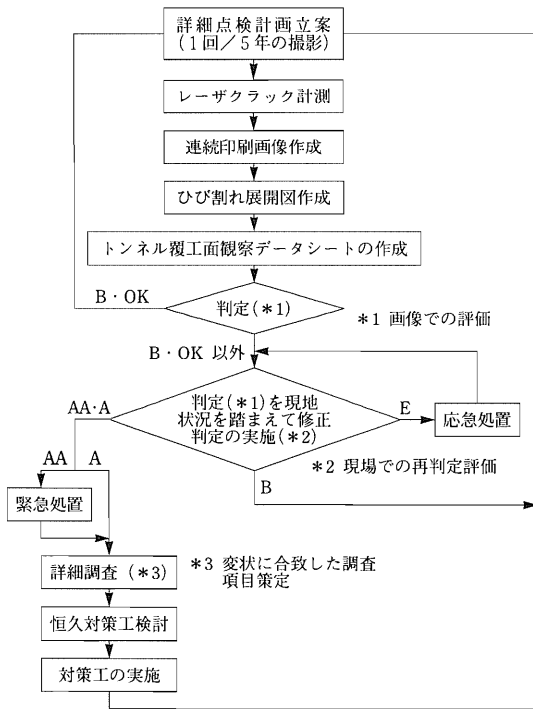 詳細点検計画立案
(1回／5年の撮影)
レーザクラック計測
連続印刷画像作成
ひび割れ展開図作成
トンネル覆工面観察データシートの作成
B・OK
判定(＊1)
＊1 画像での評価
B・OK 以外
AA・A
判定(＊1)を現地
状況を踏まえて修正
判定の実施(＊2)
E
応急処置
＊2 現場での再判定評価
B
AA
A
緊急処置
詳細調査 (＊3)
＊3 変状に合致した調査
項目策定
恒久対策工検討
対策工の実施